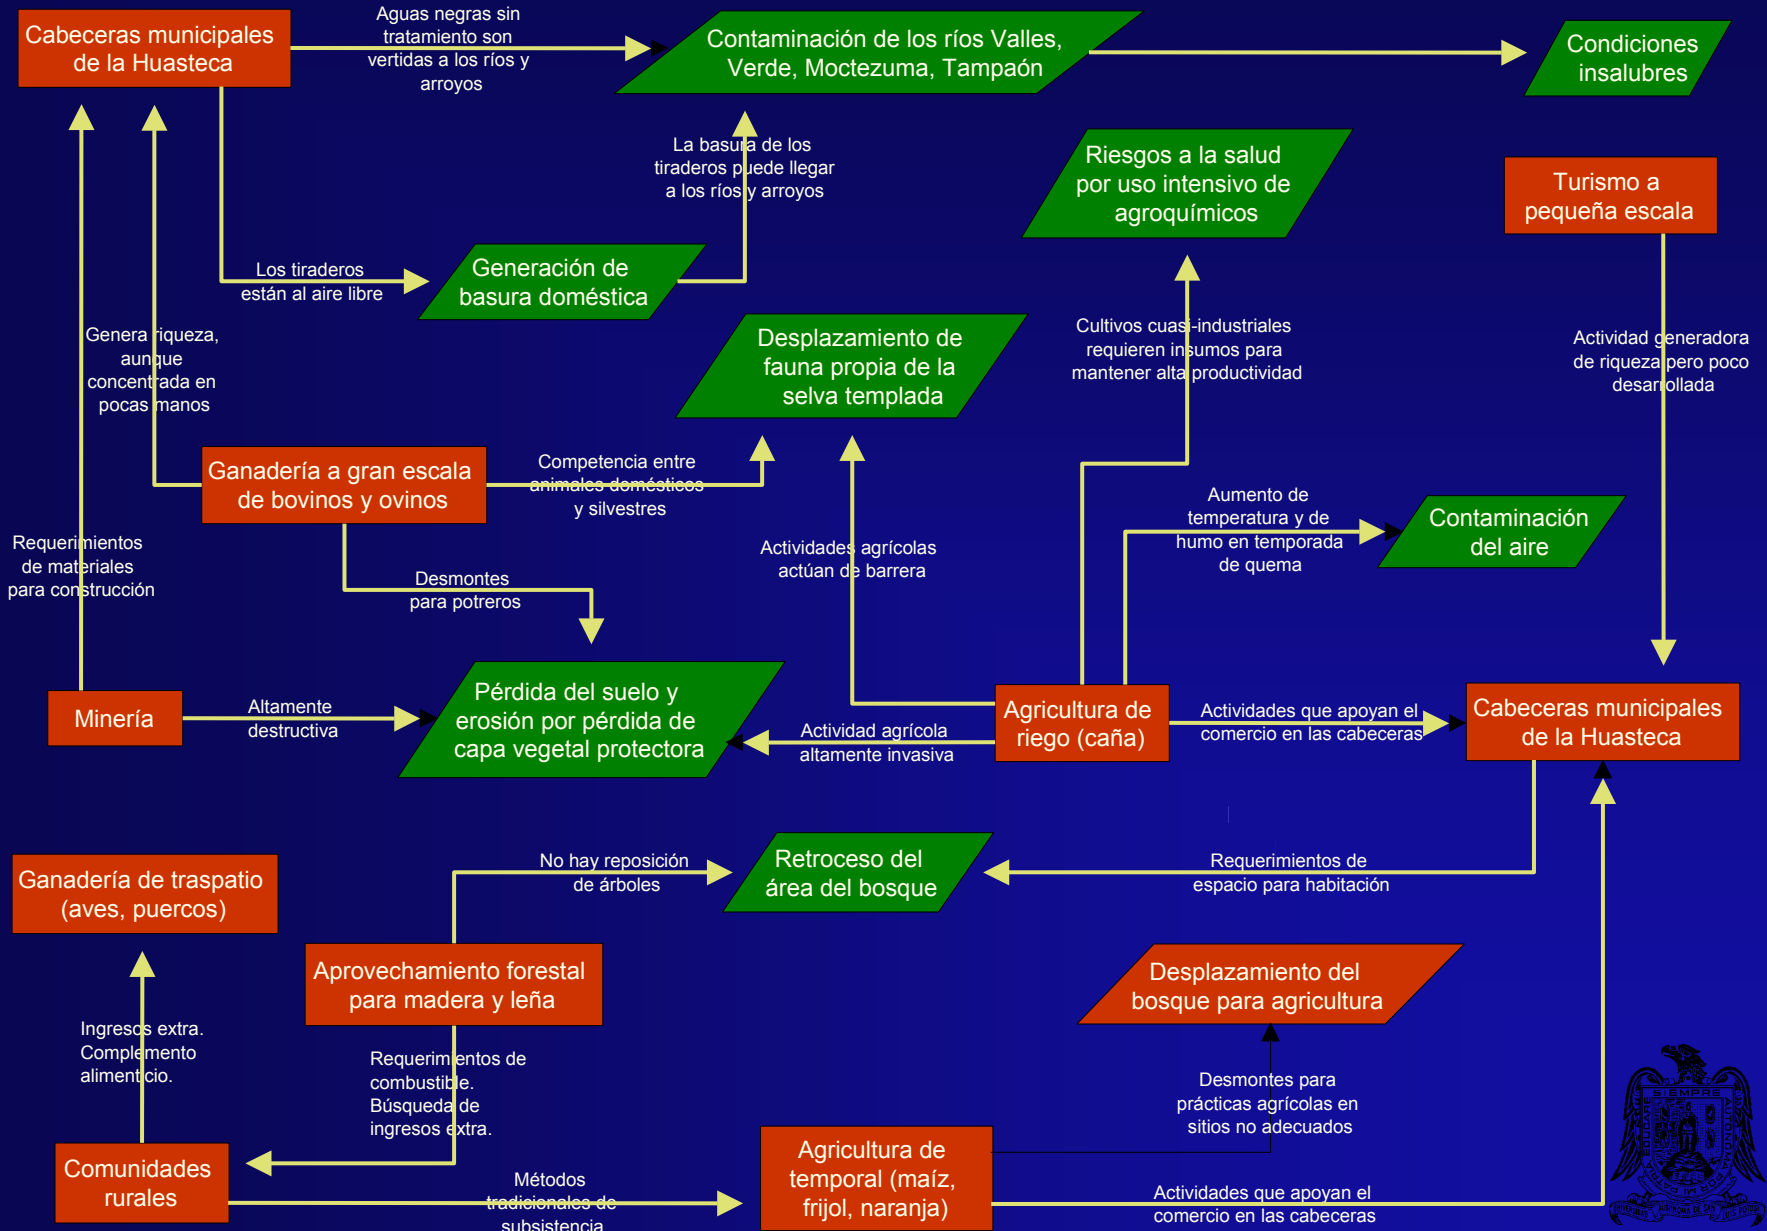 Cabeceras municipales
de la Huasteca
Aguas negras sin
tratamiento son
vertidas a los ríos y
arroyos
Contaminación de los ríos Valles,
Verde, Moctezuma, Tampaón
Condiciones
insalubres
La basura de los
tiraderos puede llegar
a los ríos y arroyos
Riesgos a la salud
por uso intensivo de
agroquímicos
Turismo a
pequeña escala
Los tiraderos
están al aire libre
Generación de
basura doméstica
Genera riqueza,
aunque
concentrada en
pocas manos
Desplazamiento de
fauna propia de la
selva templada
Cultivos cuasi-industriales
requieren insumos para
mantener alta productividad
Actividad generadora
de riqueza pero poco
desarrollada
Ganadería a gran escala
de bovinos y ovinos
Competencia entre
animales domésticos
y silvestres
Aumento de
temperatura y de
humo en temporada
de quema
Contaminación
del aire
Requerimientos
de materiales
para construcción
Desmontes
para potreros
Actividades agrícolas
actúan de barrera
Minería
Altamente
destructiva
Pérdida del suelo y
erosión por pérdida de
capa vegetal protectora
Actividad agrícola
altamente invasiva
Agricultura de
riego (caña)
Actividades que apoyan el
comercio en las cabeceras
Cabeceras municipales
de la Huasteca
Ganadería de traspatio
(aves, puercos)
No hay reposición
de árboles
Retroceso del
área del bosque
Requerimientos de
espacio para habitación
Aprovechamiento forestal
para madera y leña
Desplazamiento del
bosque para agricultura
Ingresos extra.
Complemento
alimenticio.
Requerimientos de
combustible.
Búsqueda de
ingresos extra.
Desmontes para
prácticas agrícolas en
sitios no adecuados
Comunidades
rurales
Métodos
tradicionales de
subsistencia
Agricultura de
temporal (maíz,
frijol, naranja)
Actividades que apoyan el
comercio en las cabeceras
SIEMPRE